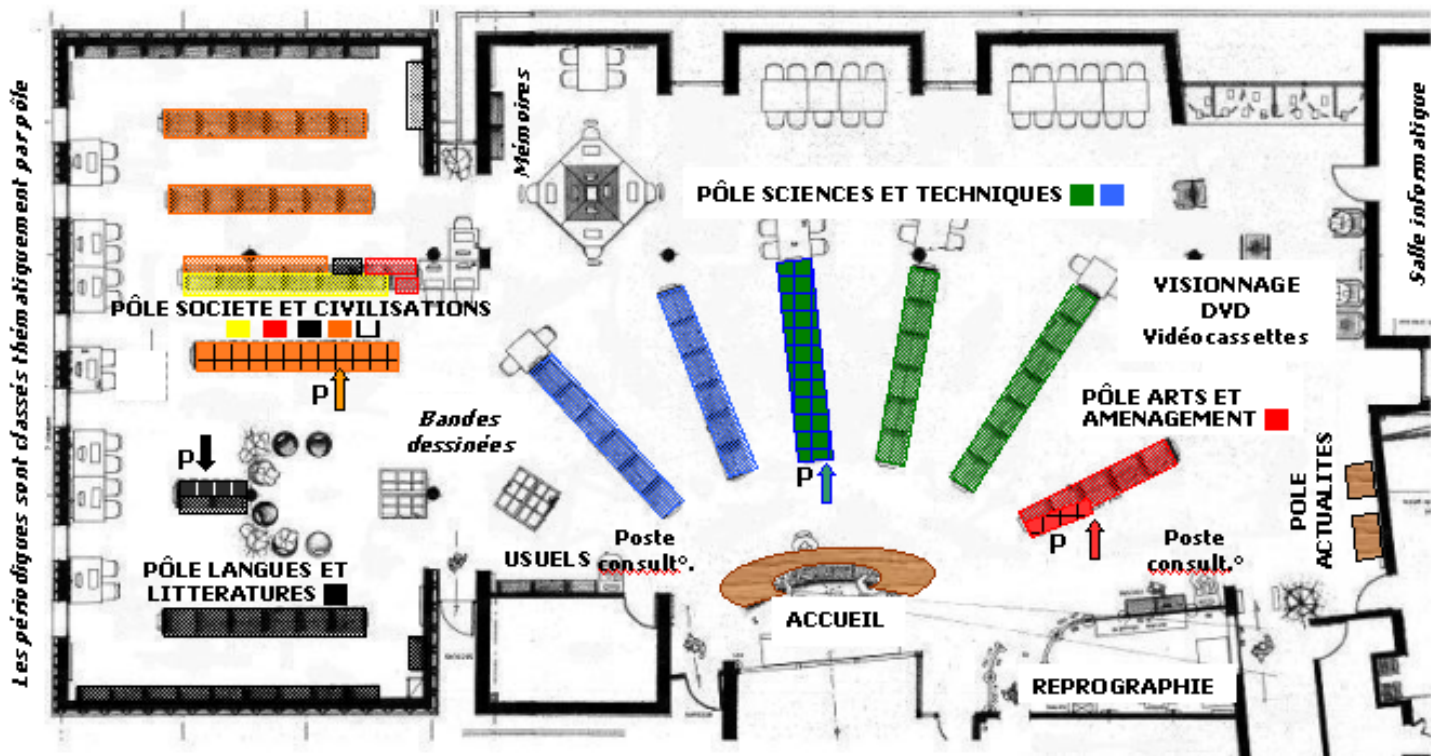 Les périodiques sont classés thématiquement par pôle
Mémoires
PÔLE SCIENCES ET TECHNIQUES
Salle informatique
PÔLE SOCIETE ET CIVILISATIONS
VISIONNAGE
DVD
Vidéocassettes
P
Bandes
dessinées
PÔLE ARTS ET
AMENAGEMENT
P
P
P
POLE
ACTUALITES
USUELS
Poste
consult°.
Poste
consult.°
PÔLE LANGUES ET
LITTERATURES
ACCUEIL
REPROGRAPHIE